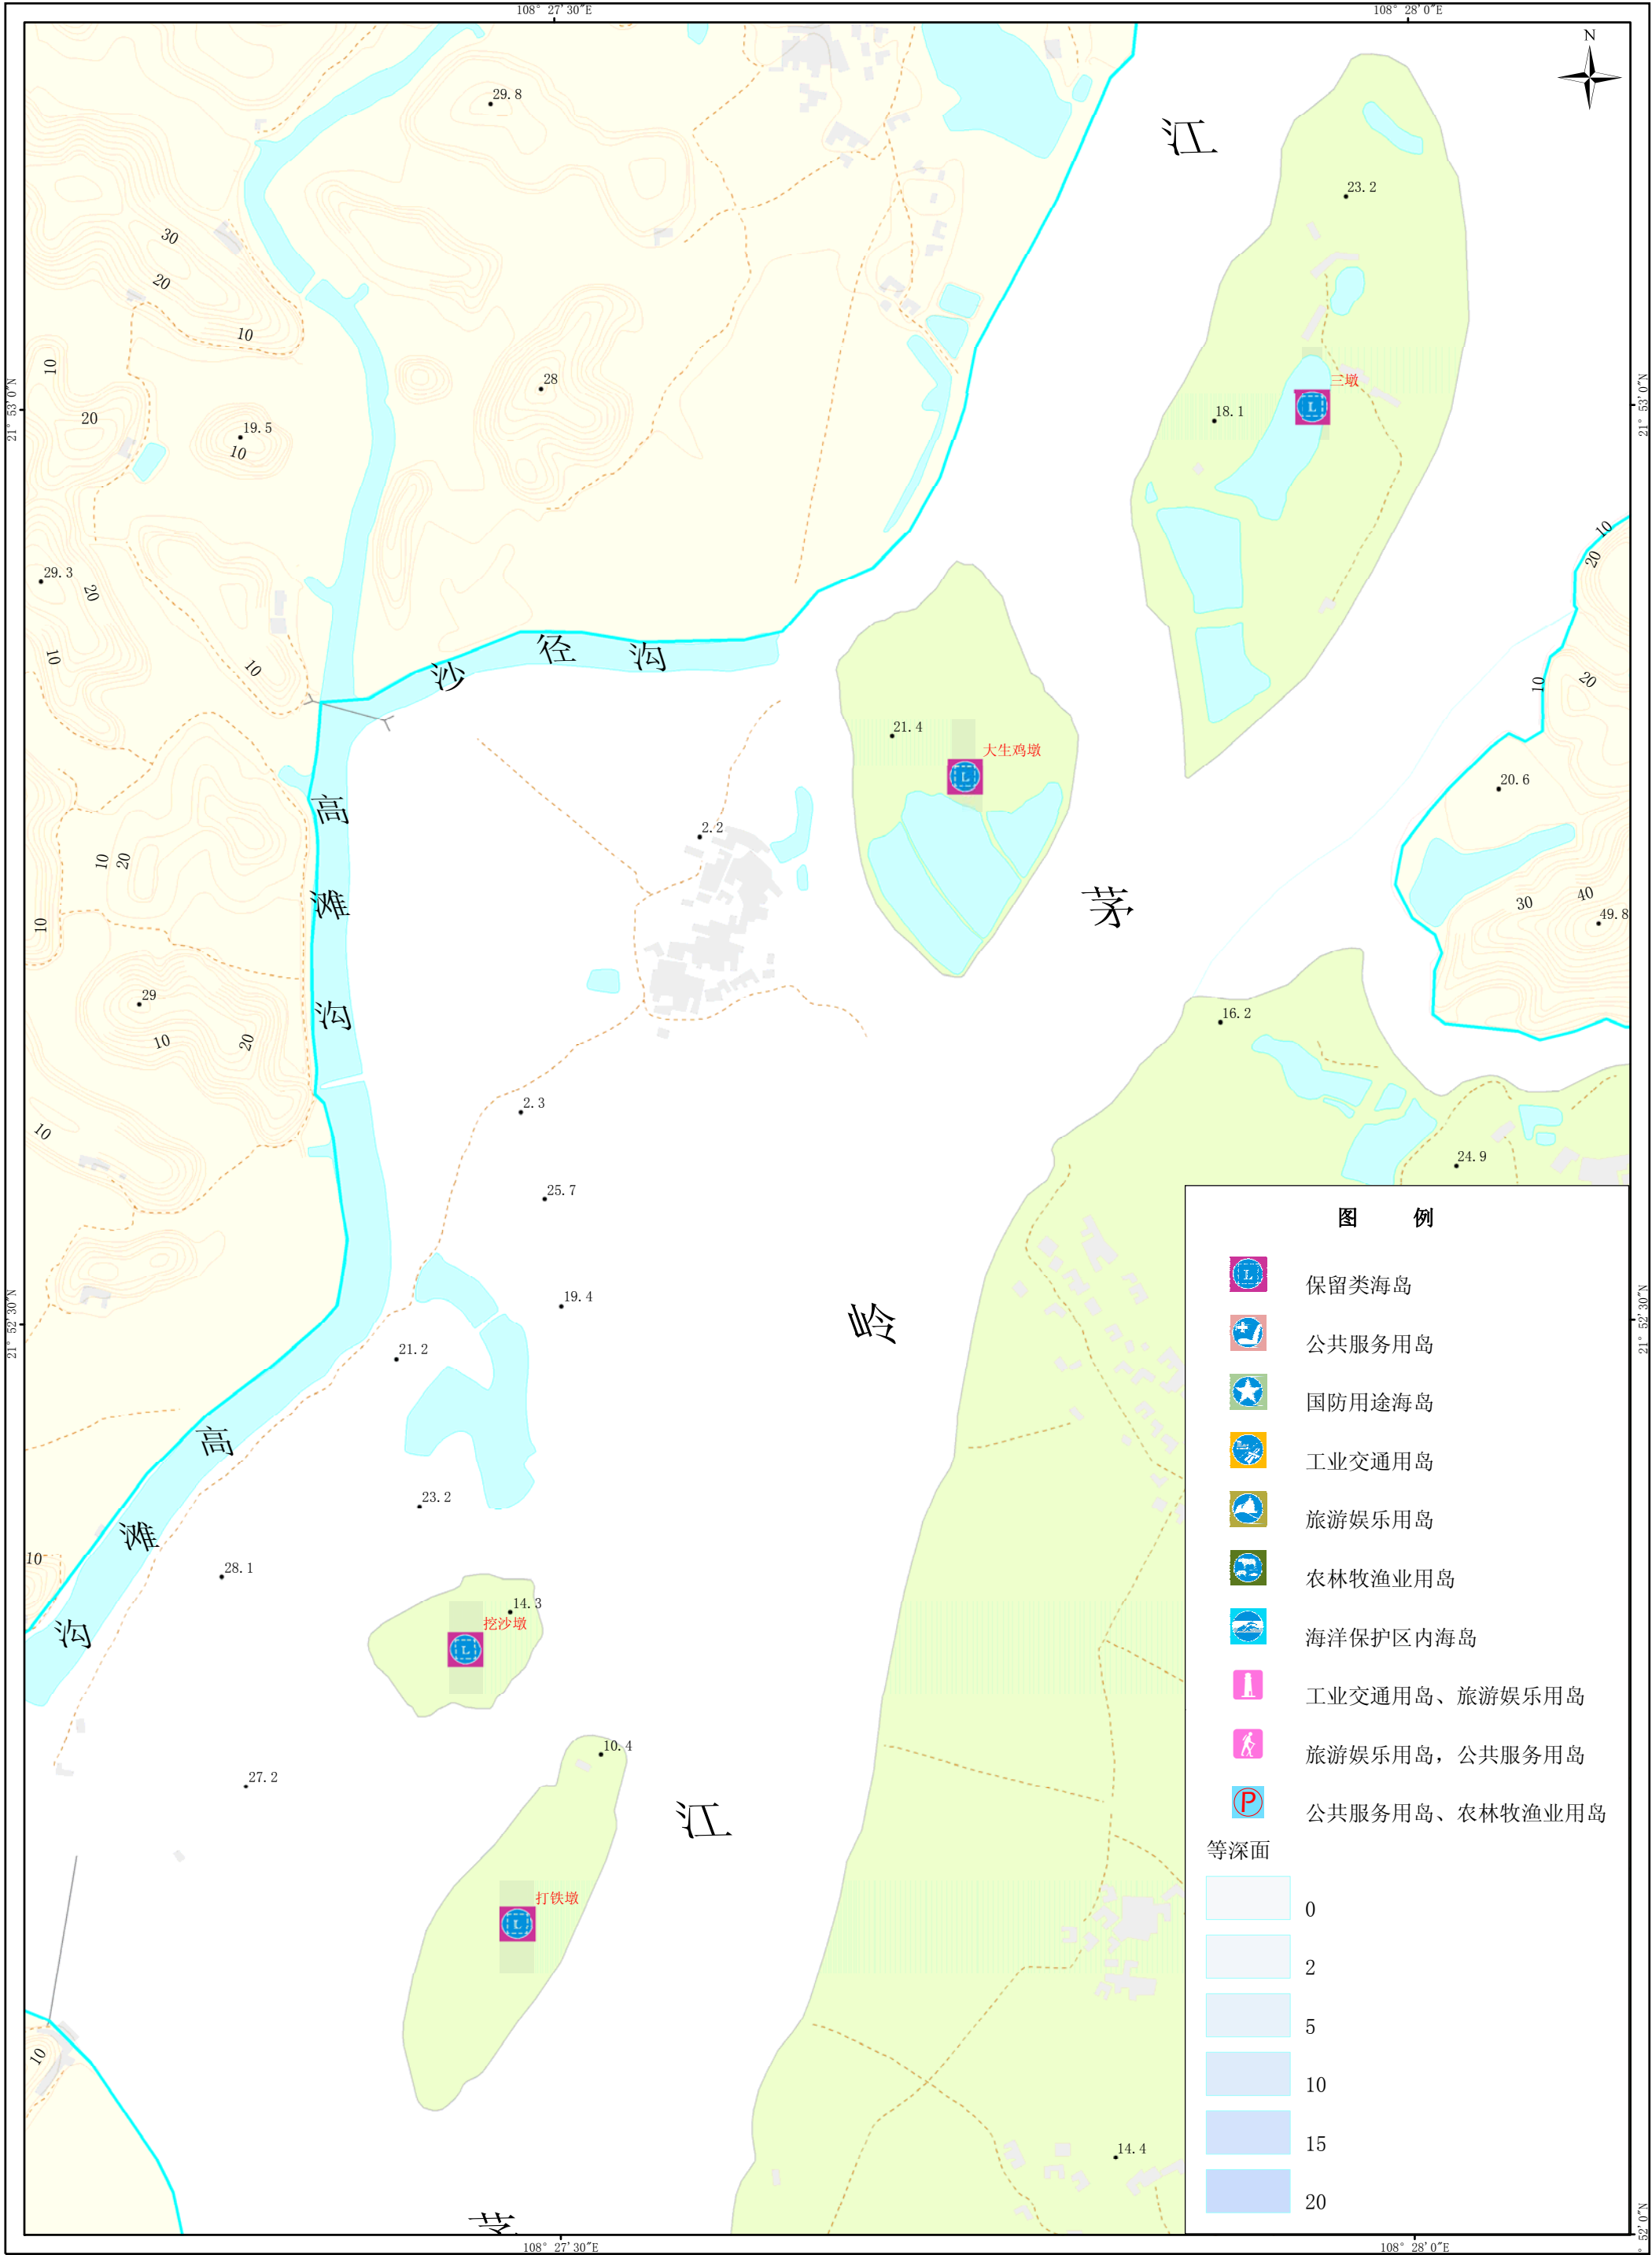 108° 27′30″E
108° 28′0″E
N
29.8
江
23.2
30
20
10
10
28
三墩
21° 53′0″N
21° 53′0″N
20
19.5
10
18.1
10
20
29.3
20
沙径沟
10
10
10
20
21.4
大生鸡墩
20.6
高滩沟
2.2
10
20
茅
30
40
49.8
10
29
10
20
16.2
2.3
10
24.9
25.7
图 例
保留类海岛
21° 52′30″N
19.4
岭
21° 52′30″N
21.2
公共服务用岛
国防用途海岛
高滩沟
工业交通用岛
23.2
旅游娱乐用岛
10
28.1
农林牧渔业用岛
14.3
挖沙墩
海洋保护区内海岛
工业交通用岛、旅游娱乐用岛
10.4
旅游娱乐用岛，公共服务用岛
27.2
江
P
公共服务用岛、农林牧渔业用岛
等深面
打铁墩
0
2
5
10
10
15
14.4
20
茅
52′0″N
108° 27′30″E
108° 28′0″E